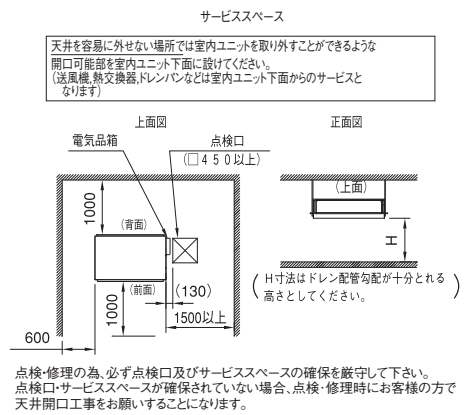 サービススペース
天井を容易に外せない場所では室内ユニットを取り外すことができるような
開口可能部を室内ユニット下面に設けてください。
(送風機,熱交換器,ドレンパンなどは室内ユニット下面からのサービスと
なります)
上面図
正面図
電気品箱
点検口
(□450以上)
(上面)
1000
(背面)
H
(前面)
(130)
1000
1500以上
600
(H寸法はドレン配管勾配が十分とれる
高さとしてください。)
点検・修理の為、必ず点検口及びサービススペースの確保を厳守して下さい。
点検口・サービススペースが確保されていない場合、点検・修理時にお客様の方で
天井開口工事をお願いすることになります。